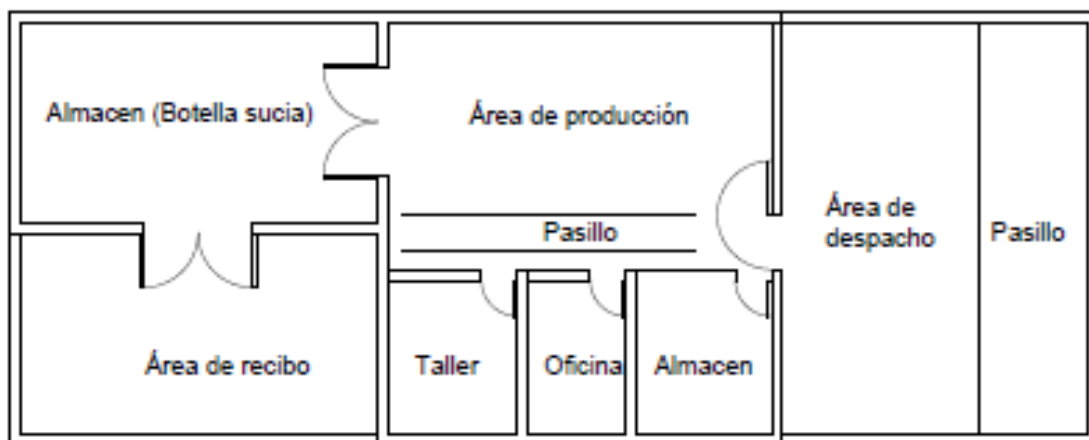 Almacen (Botella sucia)
Área de producción
Pasillo
Área de
despacho
Pasillo
Área de recibo
Taller
Oficina
Almacen